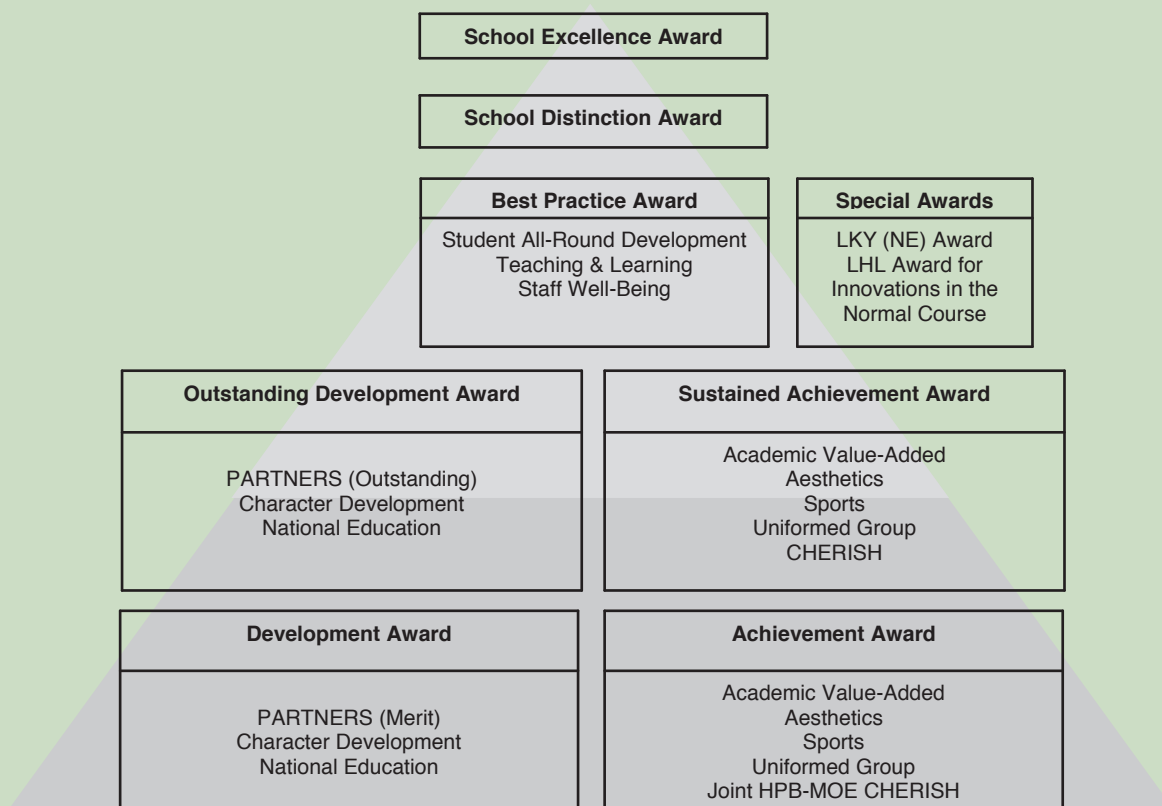 School Excellence Award
School Distinction Award
Best Practice Award
Student All-Round Development
Teaching & Learning
Staff Well-Being
Special Awards
LKY (NE) Award
LHL Award for
Innovations in the
Normal Course
Outstanding Development Award
PARTNERS (Outstanding)
Character Development
National Education
Sustained Achievement Award
Academic Value-Added
Aesthetics
Sports
Uniformed Group
CHERISH
Development Award
PARTNERS (Merit)
Character Development
National Education
Achievement Award
Academic Value-Added
Aesthetics
Sports
Uniformed Group
Joint HPB-MOE CHERISH